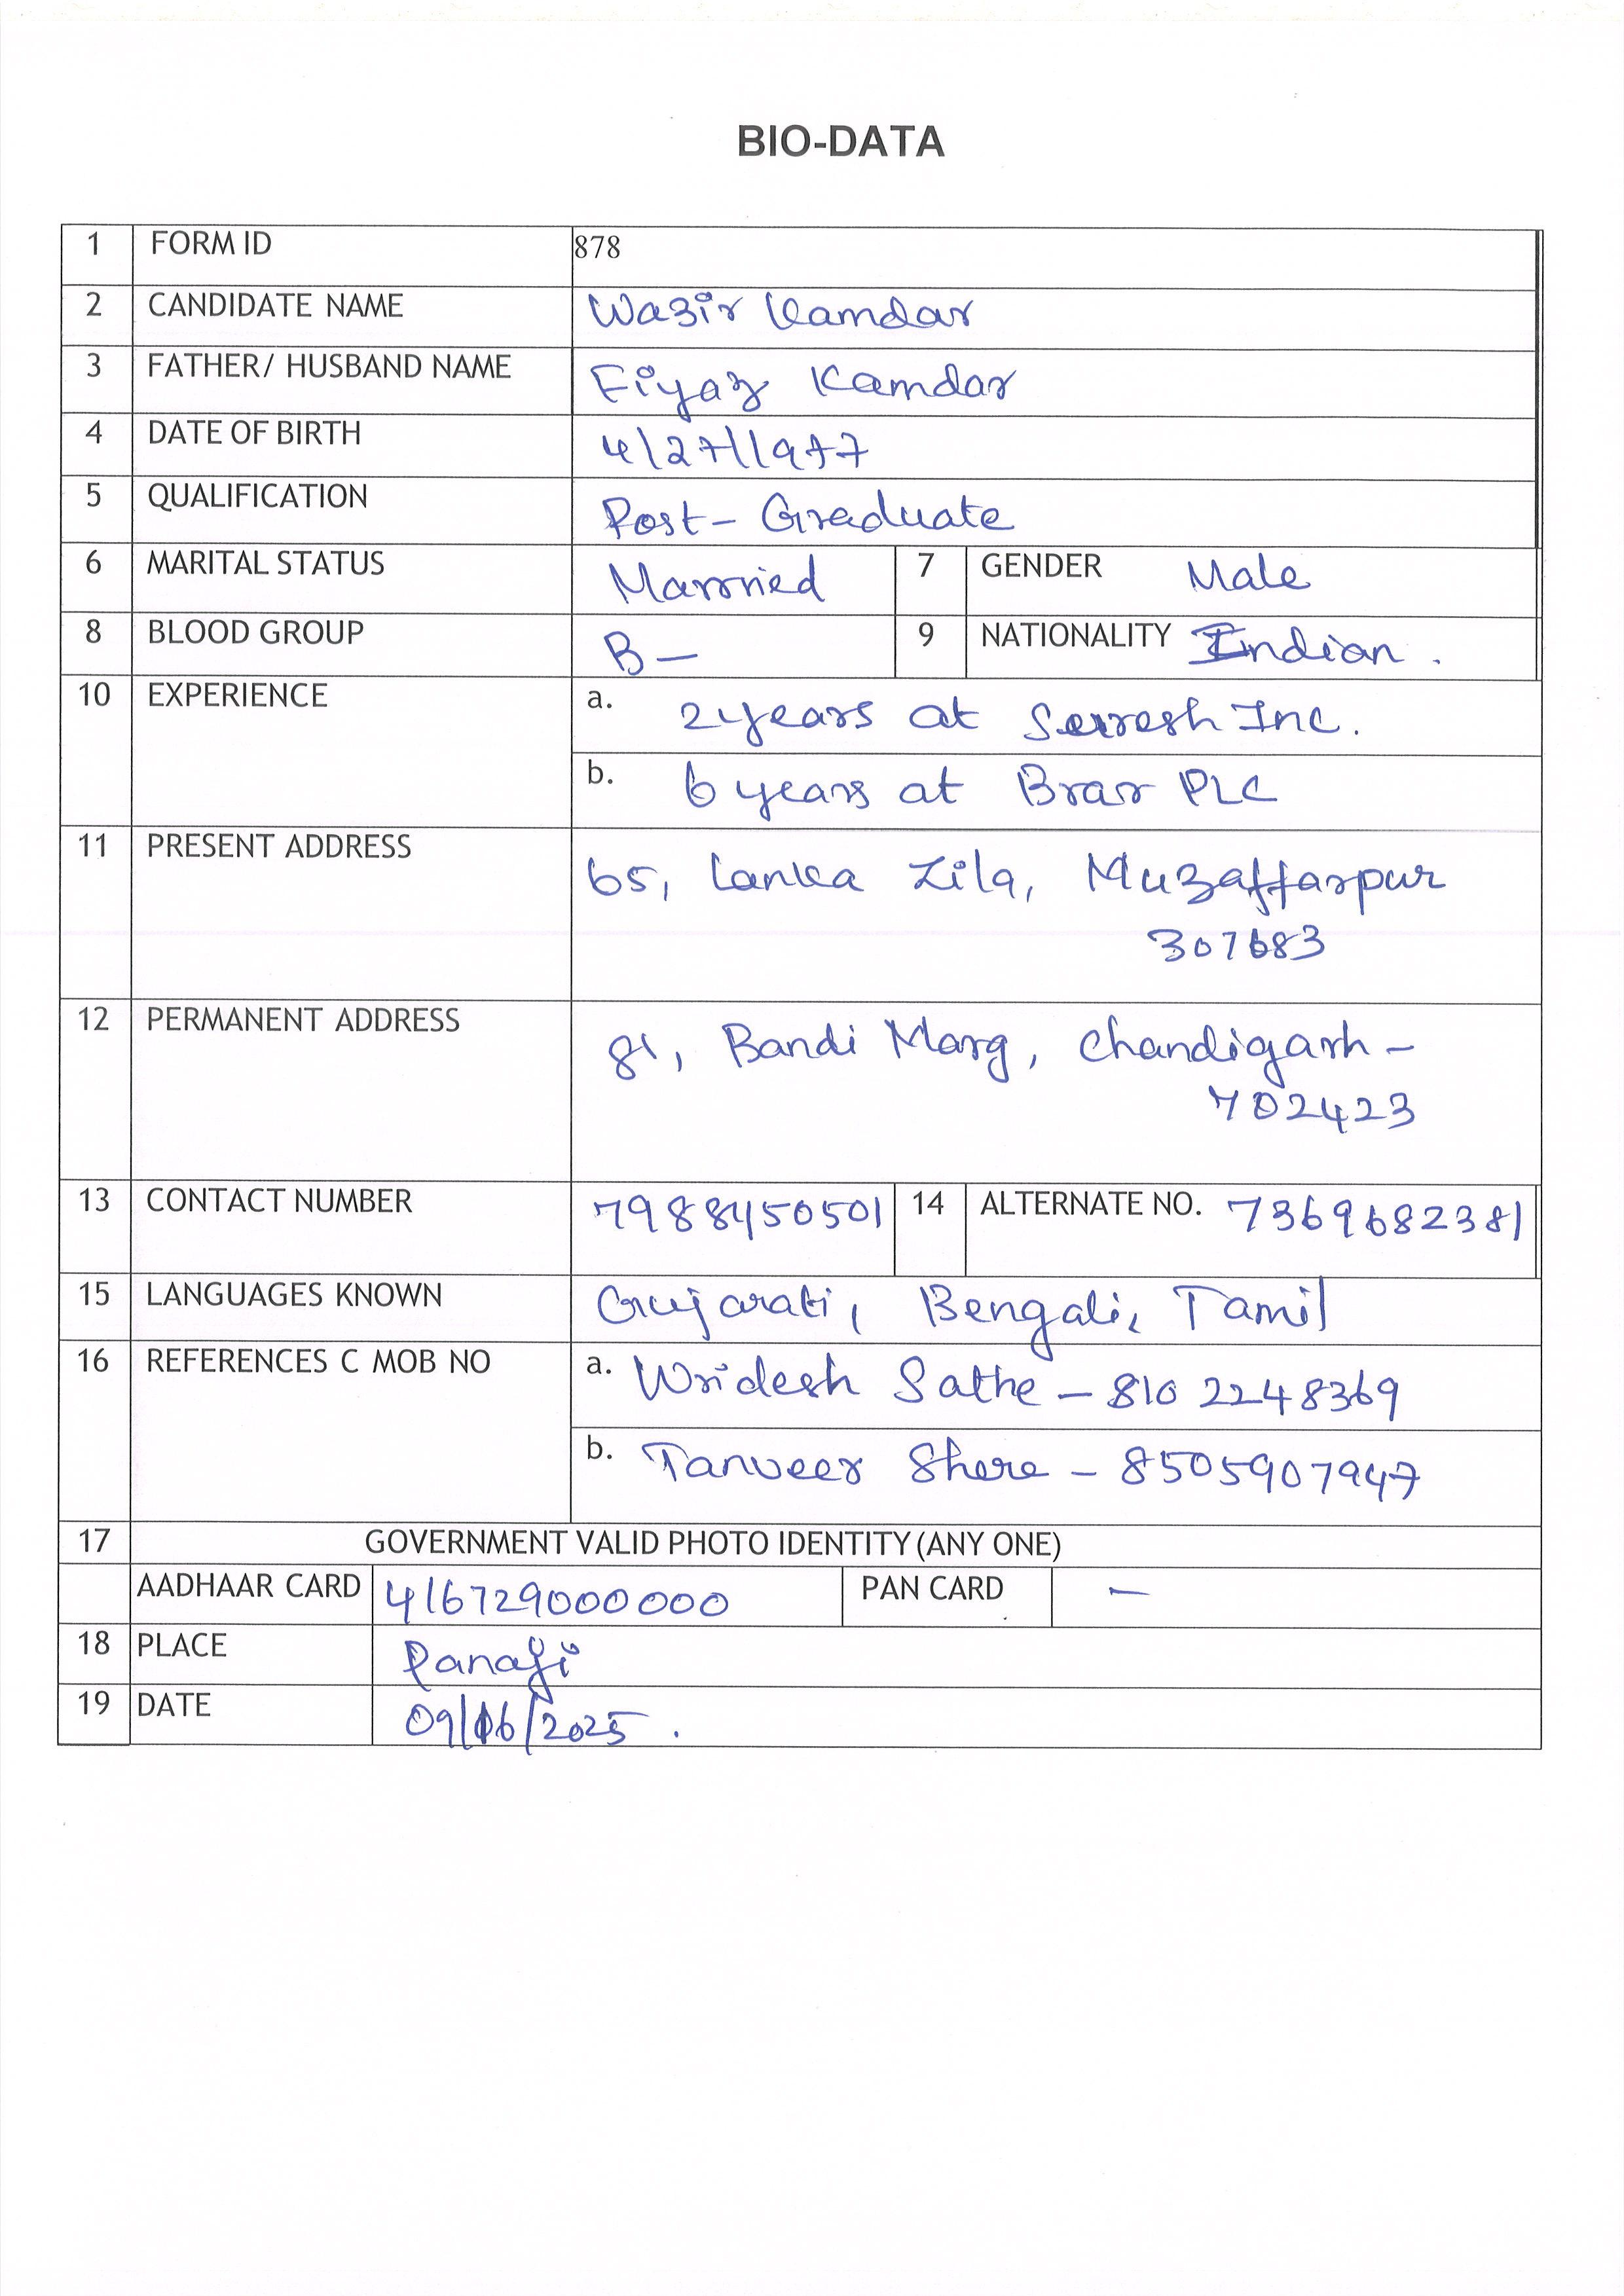 BIO-DATA
1 FORM ID 878
2 CANDIDATE NAME Wazir Kamdar
3 FATHER/ HUSBAND NAME Fiyaz Kamdar
4 DATE OF BIRTH 4/27/1977
5 QUALIFICATION Post-Graduate
6 MARITAL STATUS Married 7 GENDER Male
8 BLOOD GROUP B- 9 NATIONALITY Indian.
10 EXPERIENCE a. 2 years at Suresh Inc.
b. 6 years at Brar PLC
11 PRESENT ADDRESS 65, Lanka Zila, Muzaffarpur
307683
12 PERMANENT ADDRESS 81, Bandi Marg, Chandigarh -
702423
13 CONTACT NUMBER 7988450501 14 ALTERNATE NO. 7369682381
15 LANGUAGES KNOWN Gujarati, Bengali, Tamil
16 REFERENCES C MOB NO a. Wridesh Sathe - 8102248369
b. Tanveer Shere - 8505907947
17 GOVERNMENT VALID PHOTO IDENTITY (ANY ONE)
AADHAAR CARD 416729000000 PAN CARD -
18 PLACE Panaji
19 DATE 09/06/2025.